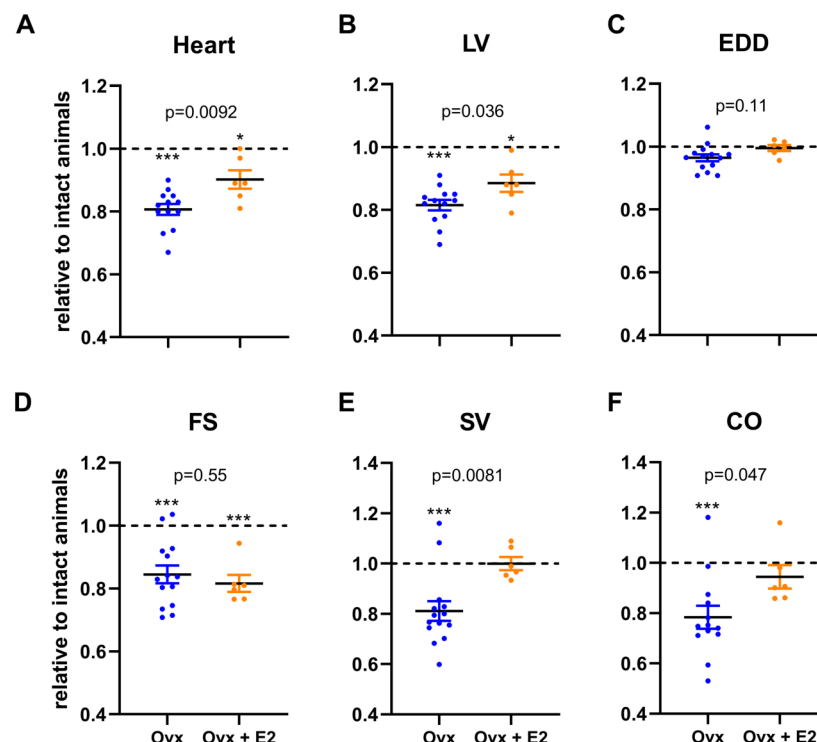 A
Heart
B
LV
C
EDD
relative to intact animals
1.2
1.0
0.8
0.6
0.4
p=0.0092
***
*
1.2
1.0
0.8
0.6
0.4
p=0.036
***
*
1.2
1.0
0.8
0.6
0.4
p=0.11
D
FS
E
SV
F
CO
relative to intact animals
1.2
1.0
0.8
0.6
0.4
p=0.55
***
***
1.4
1.2
1.0
0.8
0.6
0.4
p=0.0081
***
1.4
1.2
1.0
0.8
0.6
0.4
p=0.047
***
Ovx Ovx + E2
Ovx Ovx + E2
Ovx Ovx + E2